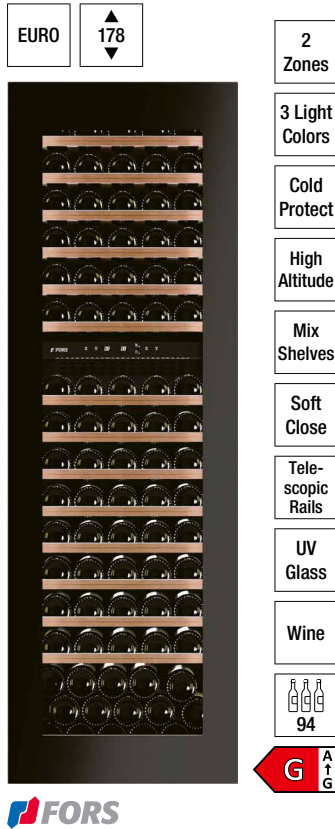 EURO
178
2
Zones
3 Light
Colors
Cold
Protect
High
Altitude
Mix
Shelves
Soft
Close
Tele-
scopic
Rails
UV
Glass
Wine
94
G
A
↑
G
FORS
FORS